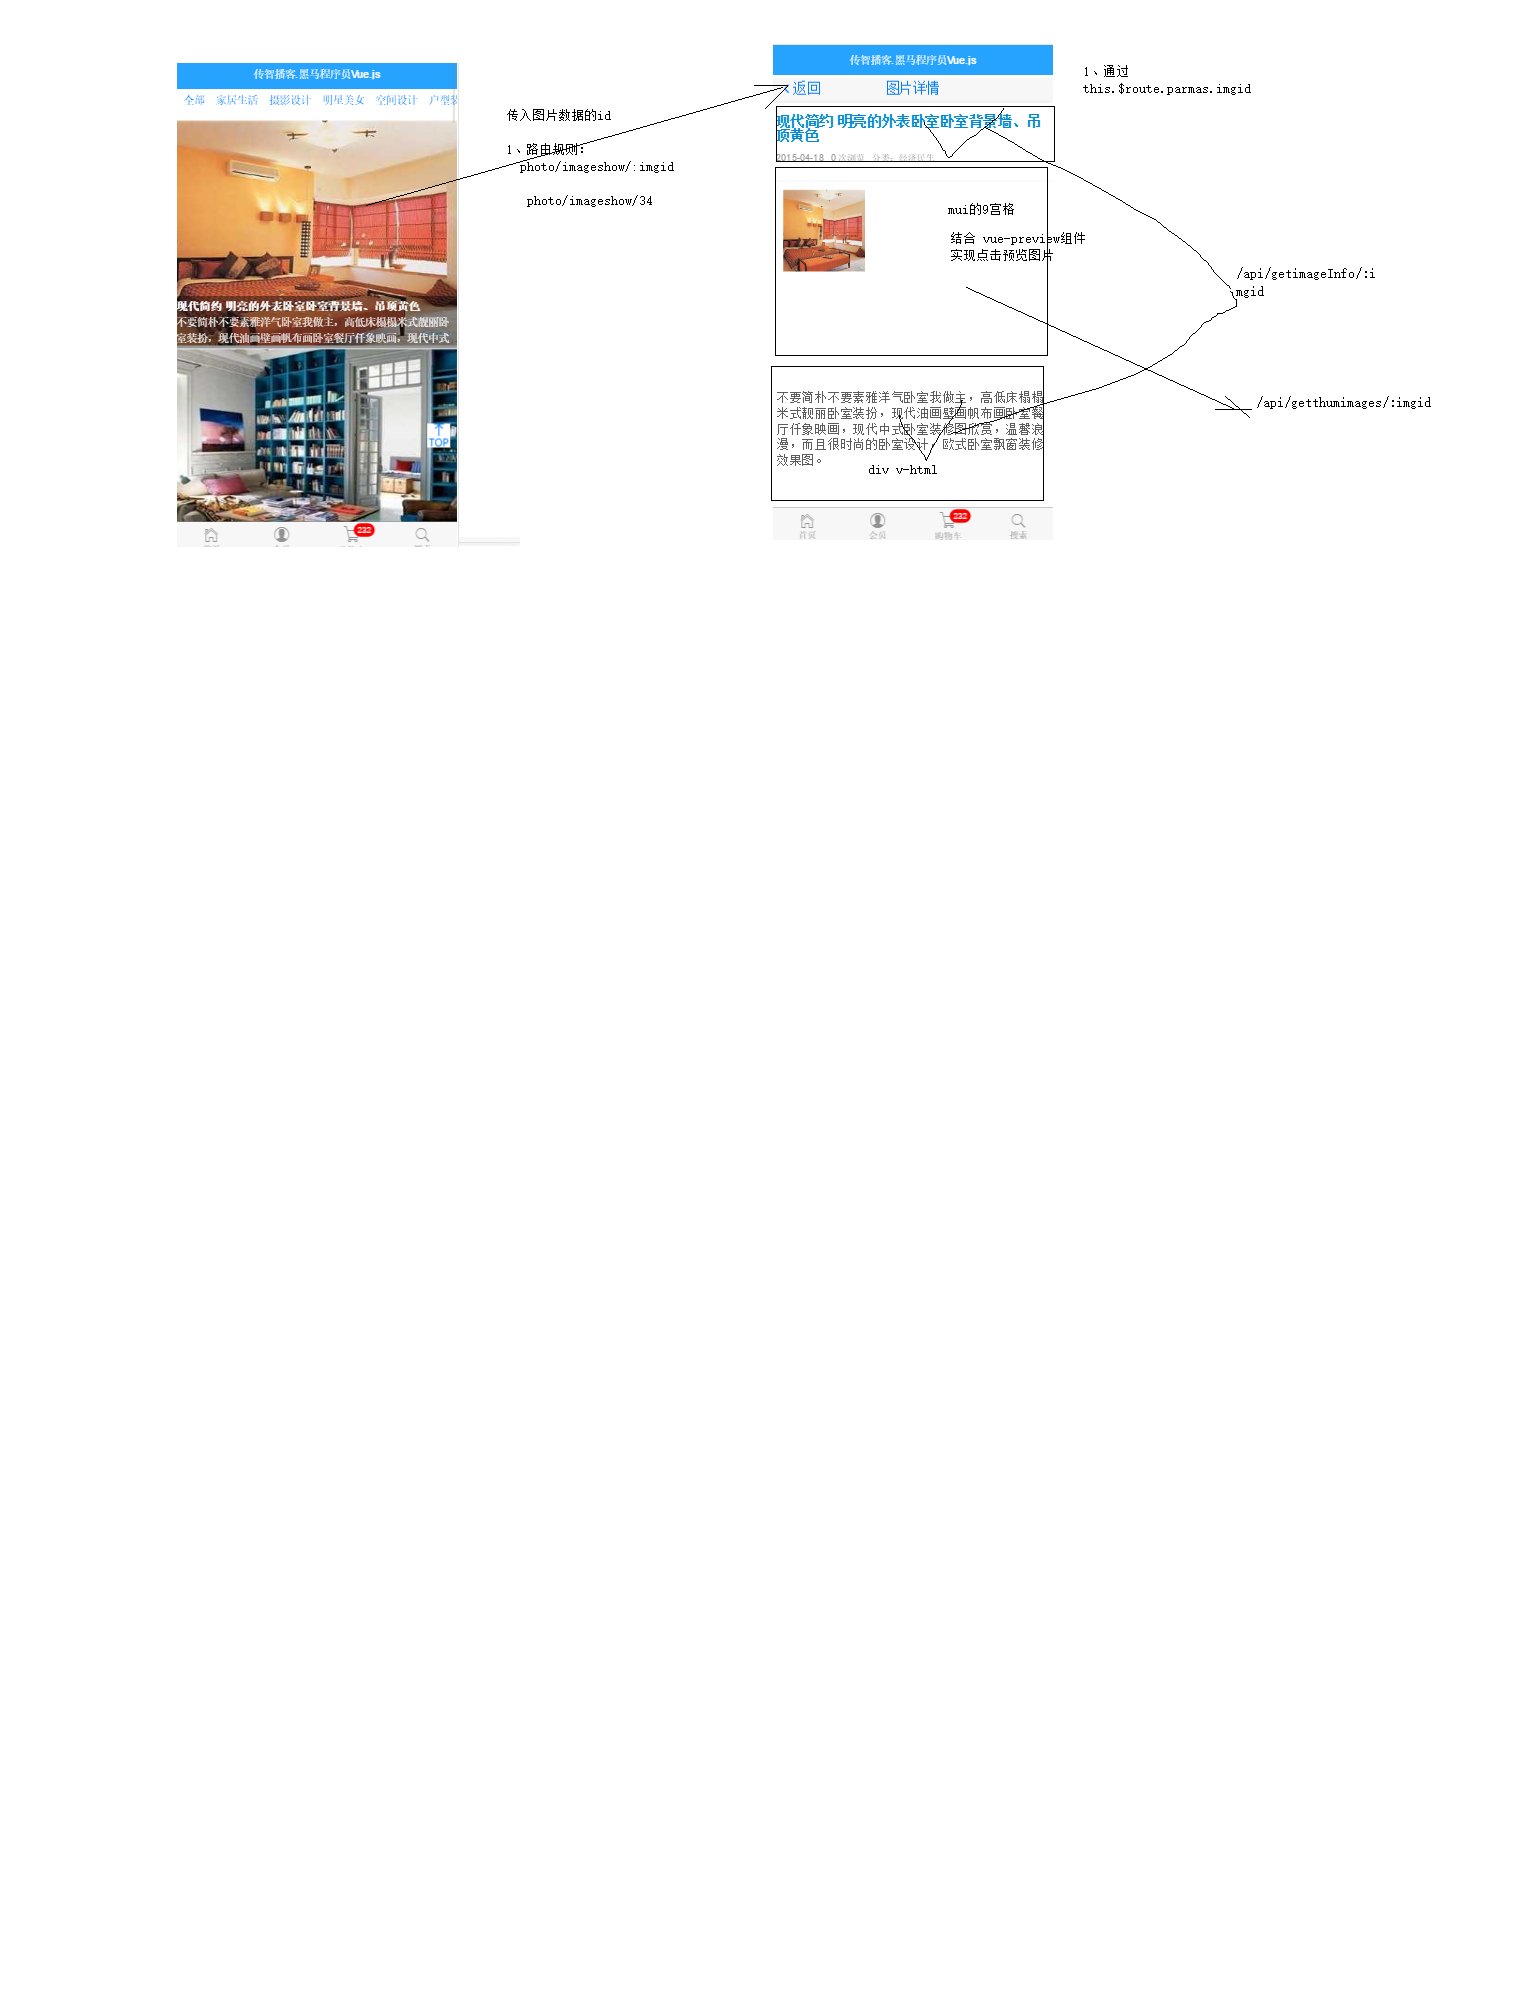 传智播客.黑马程序员Vue.js
全部 家居生活 摄影设计 明星美女 空间设计 户型装
现代简约 明亮的外表卧室卧室背景墙、吊顶黄色
不要简朴不要素雅洋气卧室我做主，高低床榻榻米式靓丽卧
室装扮，现代油画壁画帆布画卧室餐厅仟象映画，现代中式
TOP
232
传入图片数据的id
1、路由规则：
photo/imageshow/:imgid
photo/imageshow/34
传智播客.黑马程序员Vue.js
返回 图片详情
现代简约 明亮的外表卧室卧室背景墙、吊
顶黄色
2015-04-18 0 次浏览 分类：经济民生
mui的9宫格
结合 vue-preview组件
实现点击预览图片
不要简朴不要素雅洋气卧室我做主，高低床榻榻
米式靓丽卧室装扮，现代油画壁画帆布画卧室餐
厅仟象映画，现代中式卧室装修图欣赏，温馨浪
漫，而且很时尚的卧室设计，欧式卧室飘窗装修
效果图。
div v-html
232
首页 会员 购物车 搜索
1、通过
this.$route.parmas.imgid
/api/getimageInfo/:i
mgid
/api/getthumimages/:imgid